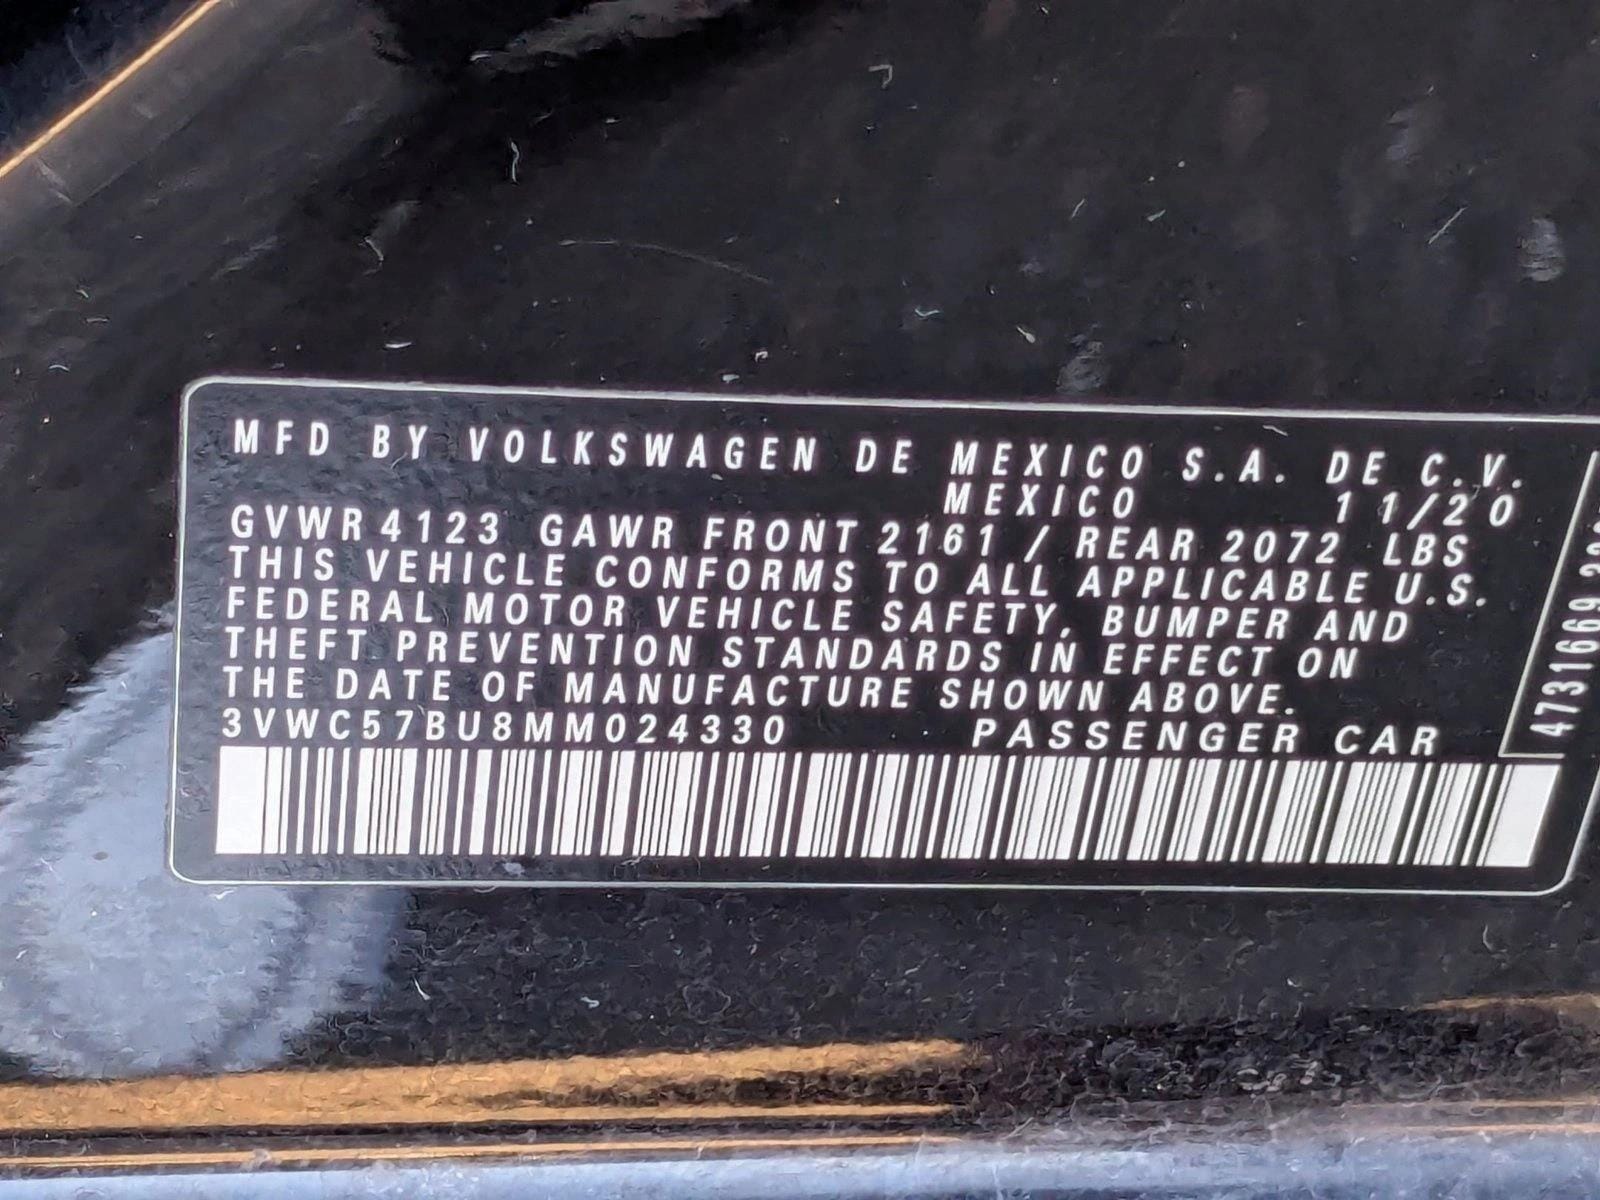 MFD BY VOLKSWAGEN DE MEXICO S.A. DE C.V.
MEXICO 11/20
GVWR 4123 GAWR FRONT 2161 / REAR 2072 LBS
THIS VEHICLE CONFORMS TO ALL APPLICABLE U.S.
FEDERAL MOTOR VEHICLE SAFETY, BUMPER AND
THEFT PREVENTION STANDARDS IN EFFECT ON
THE DATE OF MANUFACTURE SHOWN ABOVE.
3VWC57BU8MM024330 PASSENGER CAR
4731669